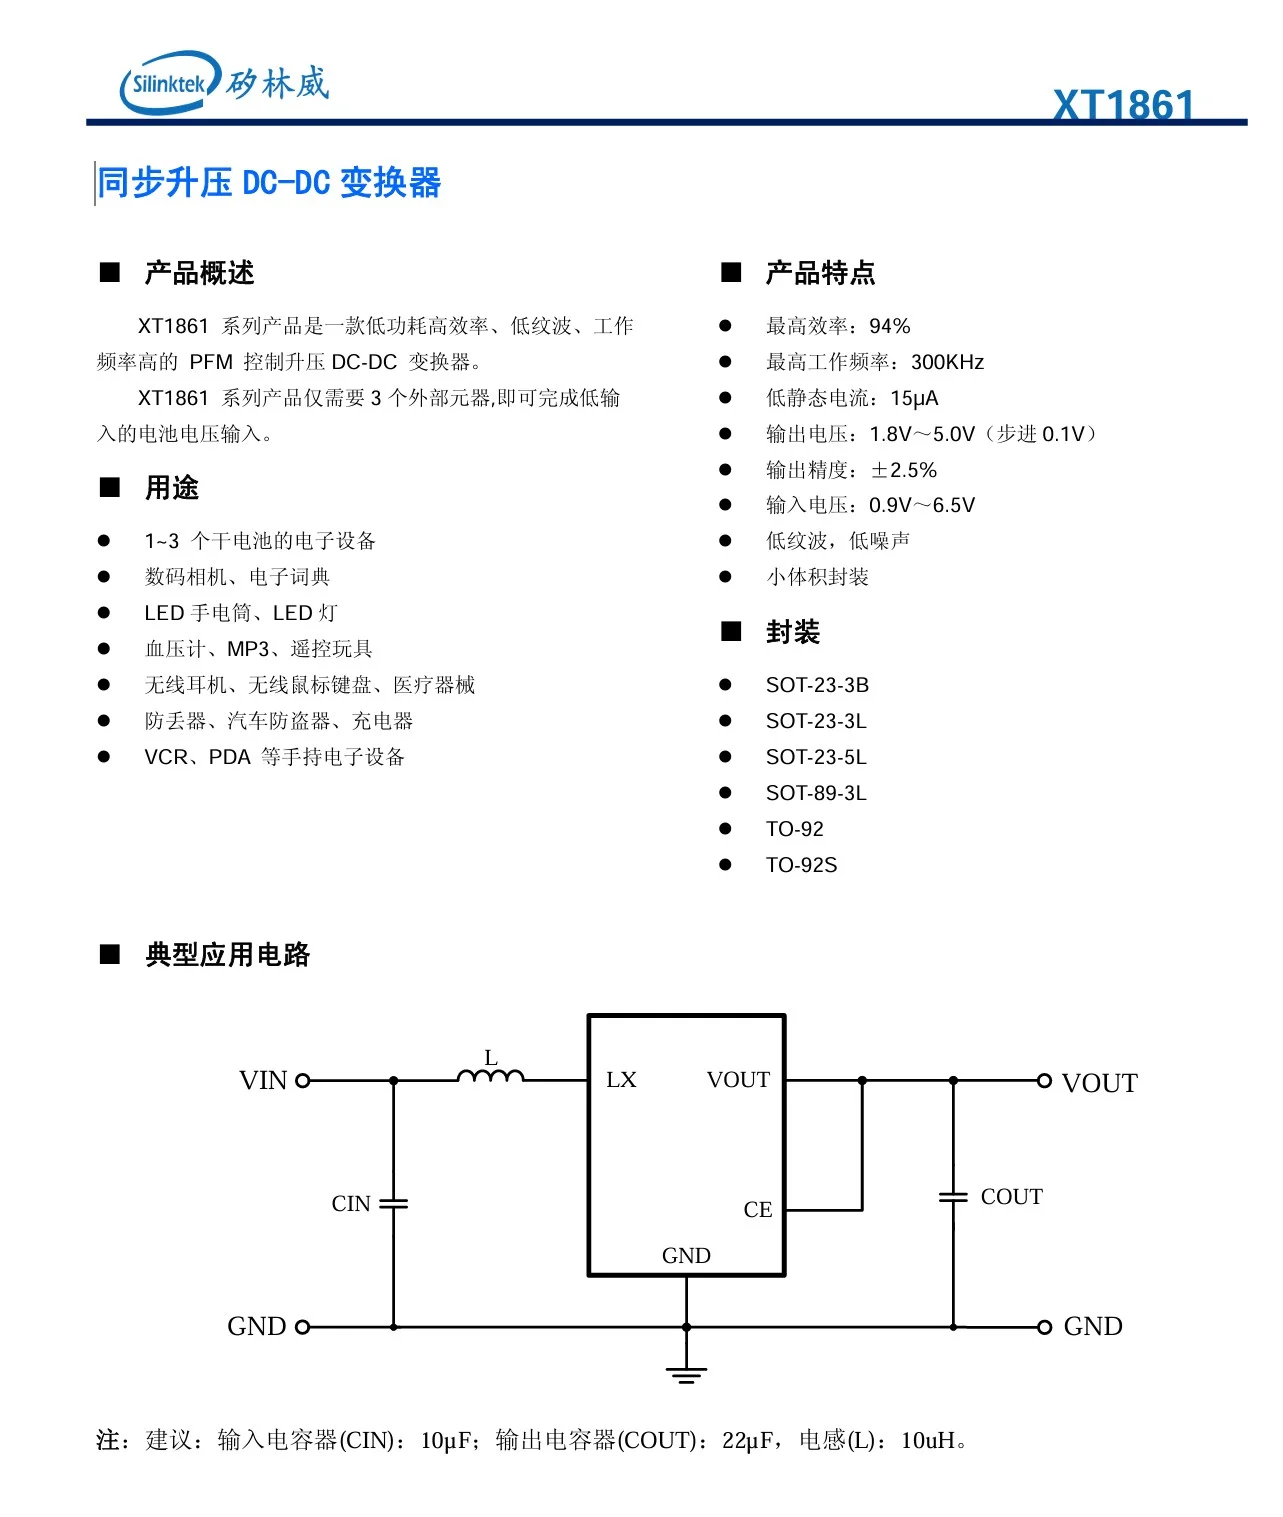 Silinktek 矽林威
XT1861
同步升压 DC-DC 变换器
■ 产品概述
XT1861 系列产品是一款低功耗高效率、低纹波、工作
频率高的 PFM 控制升压 DC-DC 变换器。
XT1861 系列产品仅需要 3 个外部元器,即可完成低输
入的电池电压输入。
■ 用途
● 1~3 个干电池的电子设备
● 数码相机、电子词典
● LED 手电筒、LED 灯
● 血压计、MP3、遥控玩具
● 无线耳机、无线鼠标键盘、医疗器械
● 防丢器、汽车防盗器、充电器
● VCR、PDA 等手持电子设备
■ 产品特点
● 最高效率：94%
● 最高工作频率：300KHz
● 低静态电流：15μA
● 输出电压：1.8V～5.0V（步进 0.1V）
● 输出精度：±2.5%
● 输入电压：0.9V～6.5V
● 低纹波，低噪声
● 小体积封装
■ 封装
● SOT-23-3B
● SOT-23-3L
● SOT-23-5L
● SOT-89-3L
● TO-92
● TO-92S
■ 典型应用电路
L
VIN LX VOUT VOUT
CIN CE COUT
GND
GND GND
注：建议：输入电容器(CIN)：10μF；输出电容器(COUT)：22μF，电感(L)：10uH。